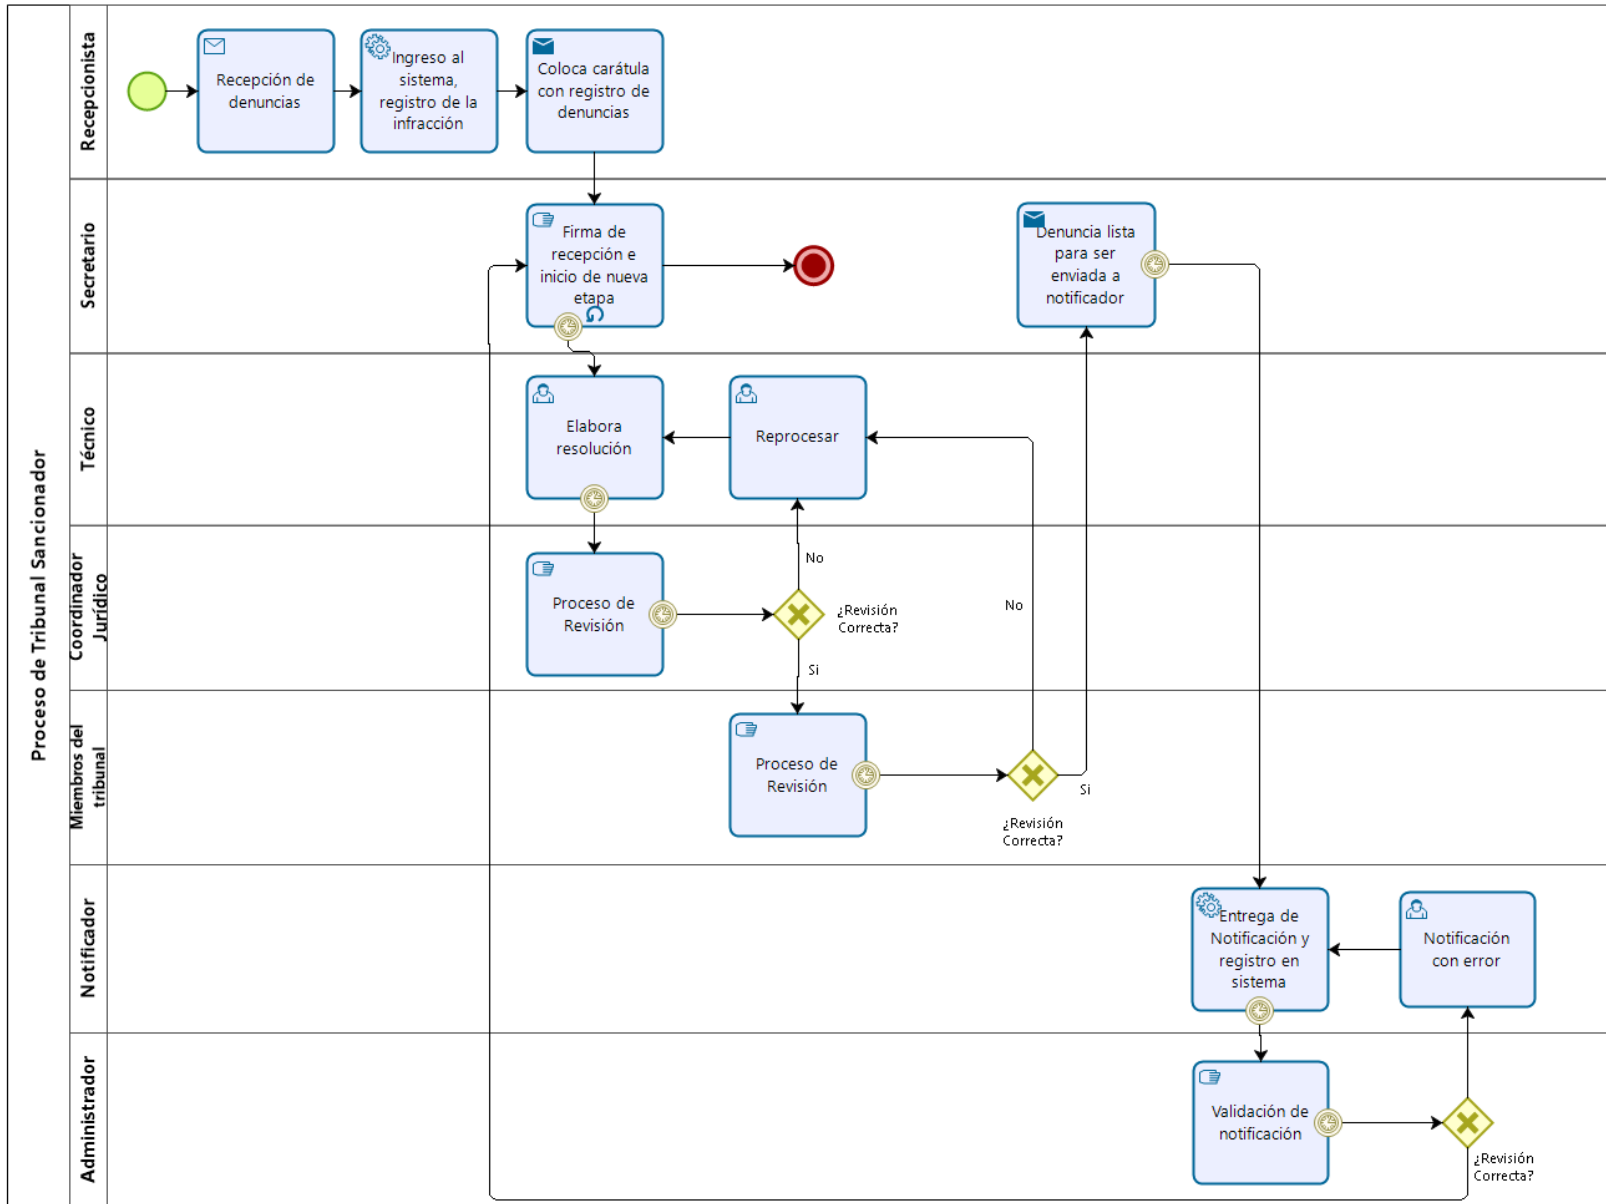 Proceso de Tribunal Sancionador
Recepcionista
Recepción de
denuncias
Ingreso al
sistema,
registro de la
infracción
Coloca carátula
con registro de
denuncias
Secretario
Firma de
recepción e
inicio de nueva
etapa
Denuncia lista
para ser
enviada a
notificador
Técnico
Elabora
resolución
Reprocesar
Coordinador
Jurídico
Proceso de
Revisión
No
¿Revisión
Correcta?
Si
No
Miembros del
tribunal
Proceso de
Revisión
Si
¿Revisión
Correcta?
Notificador
Entrega de
Notificación y
registro en
sistema
Notificación
con error
Administrador
Validación de
notificación
¿Revisión
Correcta?